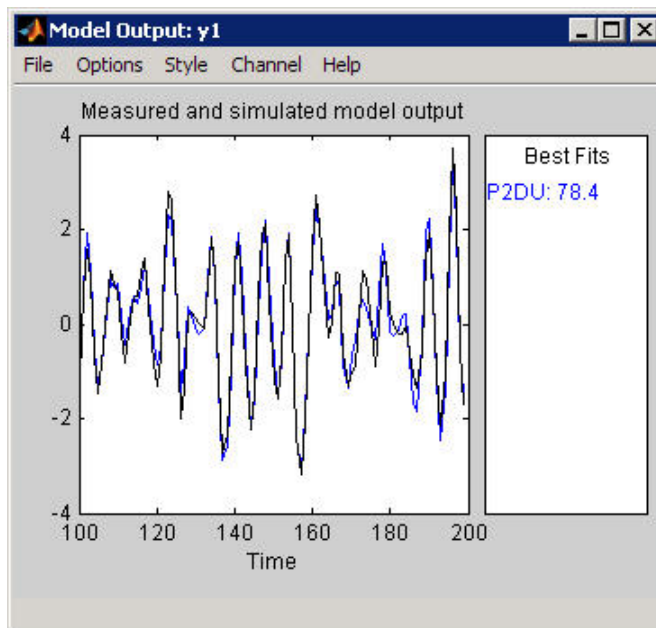 Model Output: y1
File Options Style Channel Help
Measured and simulated model output
4
2
0
-2
-4
100 120 140 160 180 200
Time
Best Fits
P2DU: 78.4